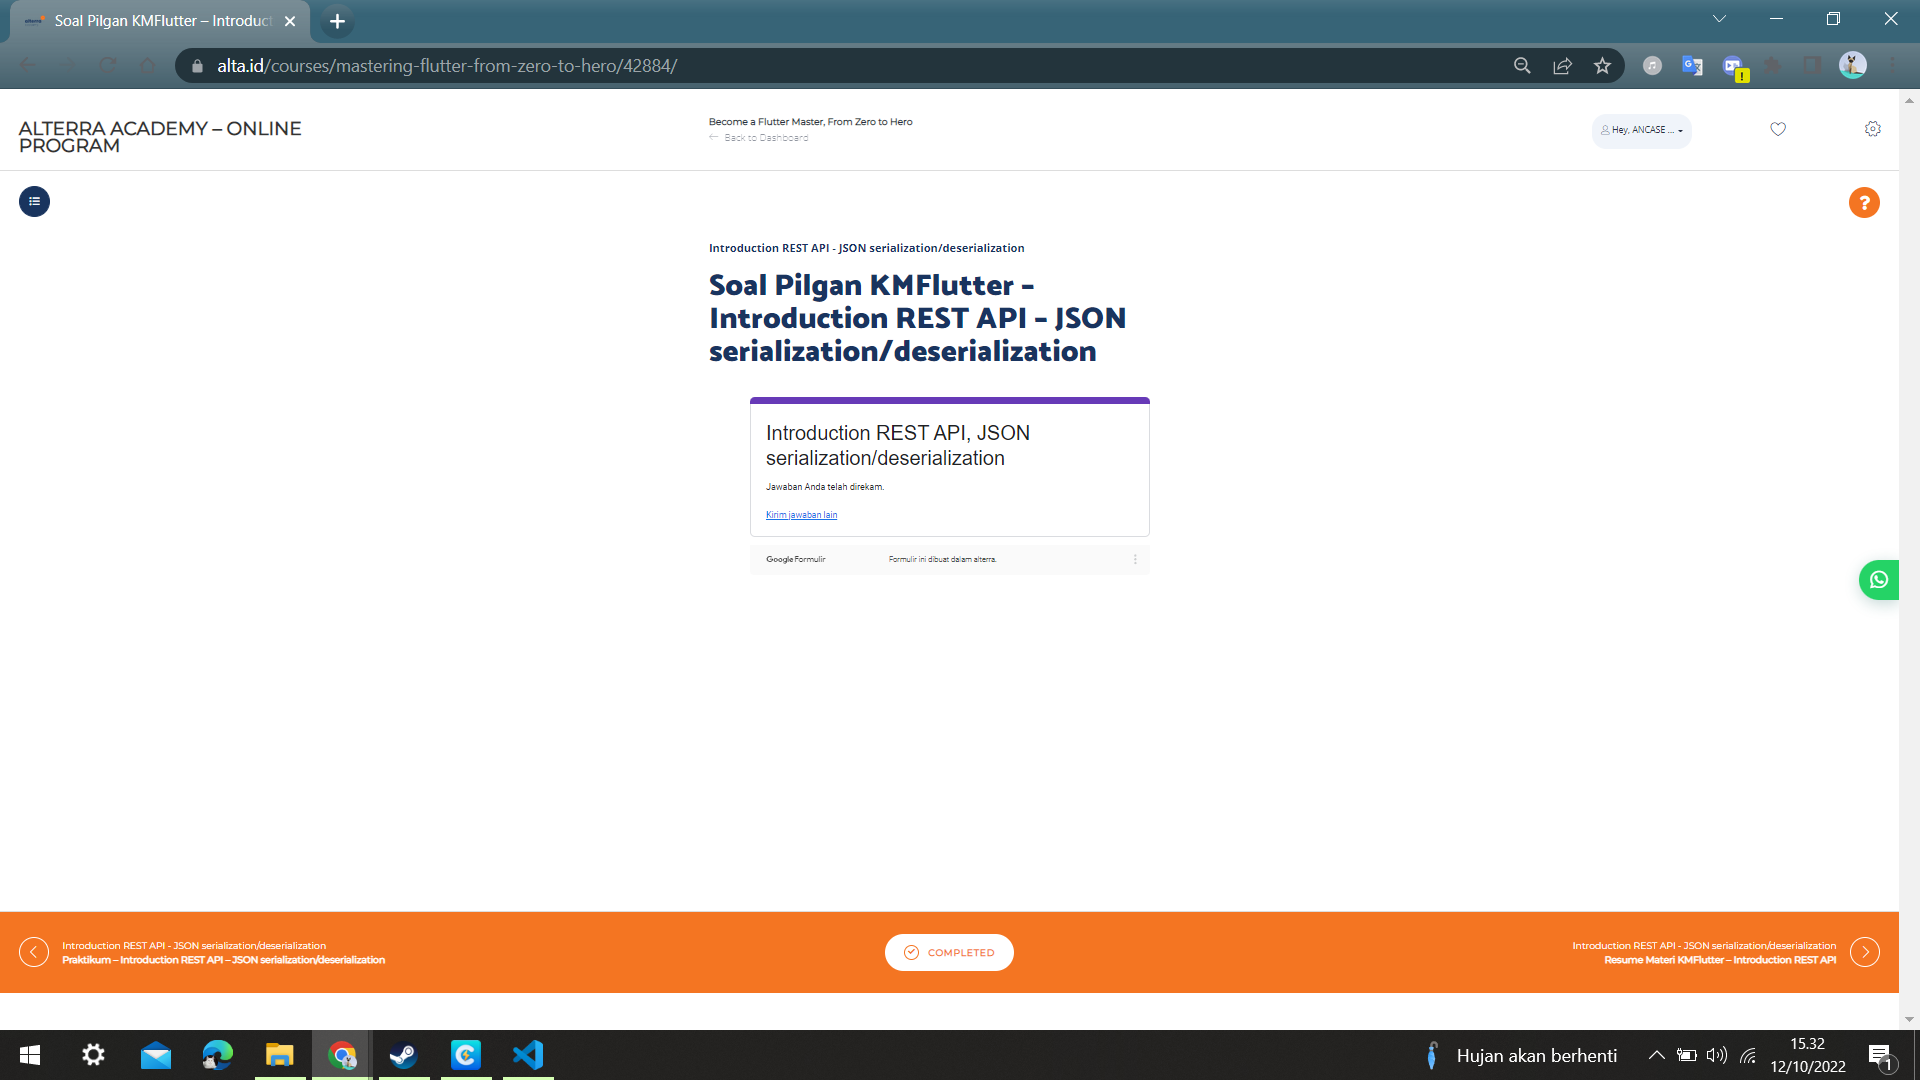 Soal Pilgan KMFlutter – Introduct
alta.id/courses/mastering-flutter-from-zero-to-hero/42884/
ALTERRA ACADEMY – ONLINE
PROGRAM
Become a Flutter Master, From Zero to Hero
← Back to Dashboard
Hey, ANCASE ...
Introduction REST API - JSON serialization/deserialization
Soal Pilgan KMFlutter –
Introduction REST API – JSON
serialization/deserialization
Introduction REST API, JSON
serialization/deserialization
Jawaban Anda telah direkam.
Kirim jawaban lain
Google Formulir
Formulir ini dibuat dalam alterra.
Introduction REST API - JSON serialization/deserialization
Praktikum – Introduction REST API – JSON serialization/deserialization
COMPLETED
Introduction REST API - JSON serialization/deserialization
Resume Materi KMFlutter – Introduction REST API
Hujan akan berhenti
15.32
12/10/2022
1